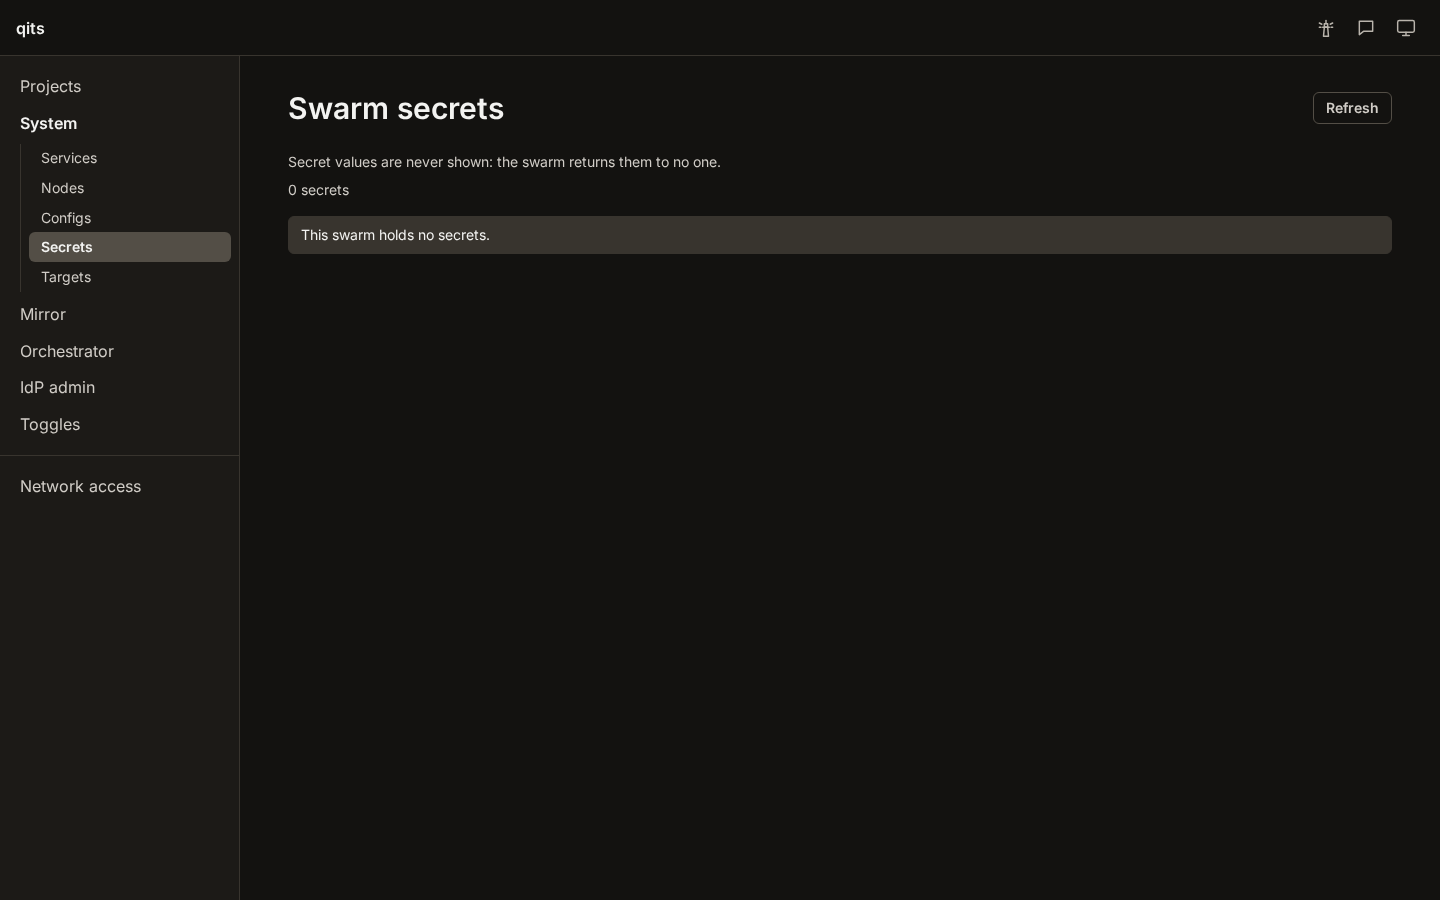 qits
Projects
System
Services
Nodes
Configs
Secrets
Targets
Mirror
Orchestrator
IdP admin
Toggles
Network access
Swarm secrets
Refresh
Secret values are never shown: the swarm returns them to no one.
0 secrets
This swarm holds no secrets.